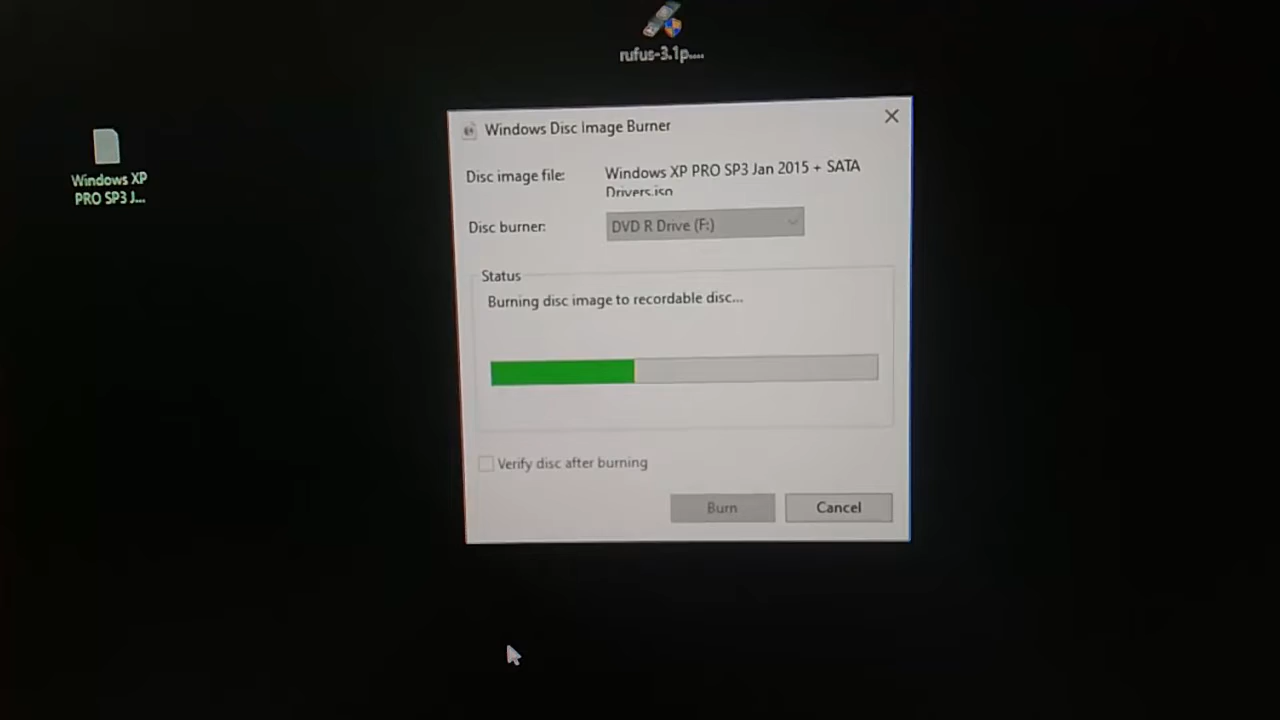 rufus-3.1p....
Windows XP
PRO SP3 J...
Windows Disc Image Burner
Disc image file:
Windows XP PRO SP3 Jan 2015 + SATA
Drivers.iso
Disc burner:
DVD R Drive (F:)
Status
Burning disc image to recordable disc...
Verify disc after burning
Burn
Cancel